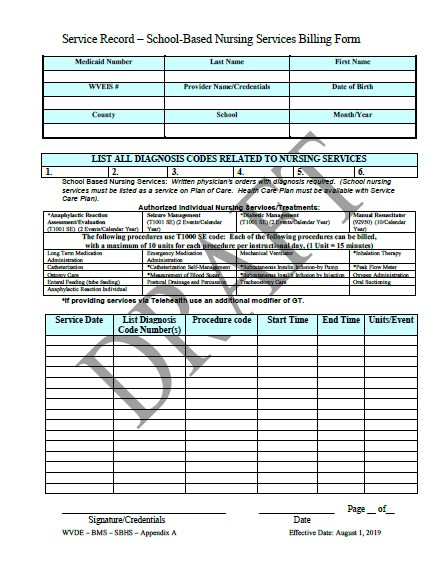 Service Record – School-Based Nursing Services Billing Form
Medicaid Number Last Name First Name
WVEIS # Provider Name/Credentials Date of Birth
County School Month/Year
LIST ALL DIAGNOSIS CODES RELATED TO NURSING SERVICES
1. 2. 3. 4. 5. 6.
School Based Nursing Services: Written physician's orders with diagnosis required. (School nursing
services must be listed as a service on Plan of Care. Health Care Plan must be available with Service
Care Plan.)
Authorized Individual Nursing Services/Treatments:
*Anaphylactic Reaction Seizure Management *Diabetic Management Manual Resuscitator
Assessment/Evaluation (T1001 SE) (2 Events/Calendar (T1001 SE) (2 Events/Calendar Year) (V2950) (10/Calendar
(T1001 SE) (2 Events/Calendar Year) Year). Year)
The following procedures use T1000 SE code: Each of the following procedures can be billed,
with a maximum of 10 units for each procedure per instructional day, (1 Unit = 15 minutes)
Long Term Medication Emergency Medication Mechanical Ventilator *Inhalation Therapy
Administration Administration
Catheterization *Catheterization Self-Management *Subcutaneous Insulin Infusion-by Pump *Peak Flow Meter
Ostomy Care *Measurement of Blood Sugar *Subcutaneous Insulin Infusion by Injection Oxygen Administration
Enteral Feeding (tube feeding) Postural Drainage and Percussion Tracheostomy Care Oral Suctioning
Anaphylactic Reaction Individual
*If providing services via Telehealth use an additional modifier of GT.
Service Date List Diagnosis Procedure code Start Time End Time Units/Event
Code Number(s)
DRAFT
Page __ of __
Signature/Credentials Date
WVDE – BMS – SBHS – Appendix A Effective Date: August 1, 2019